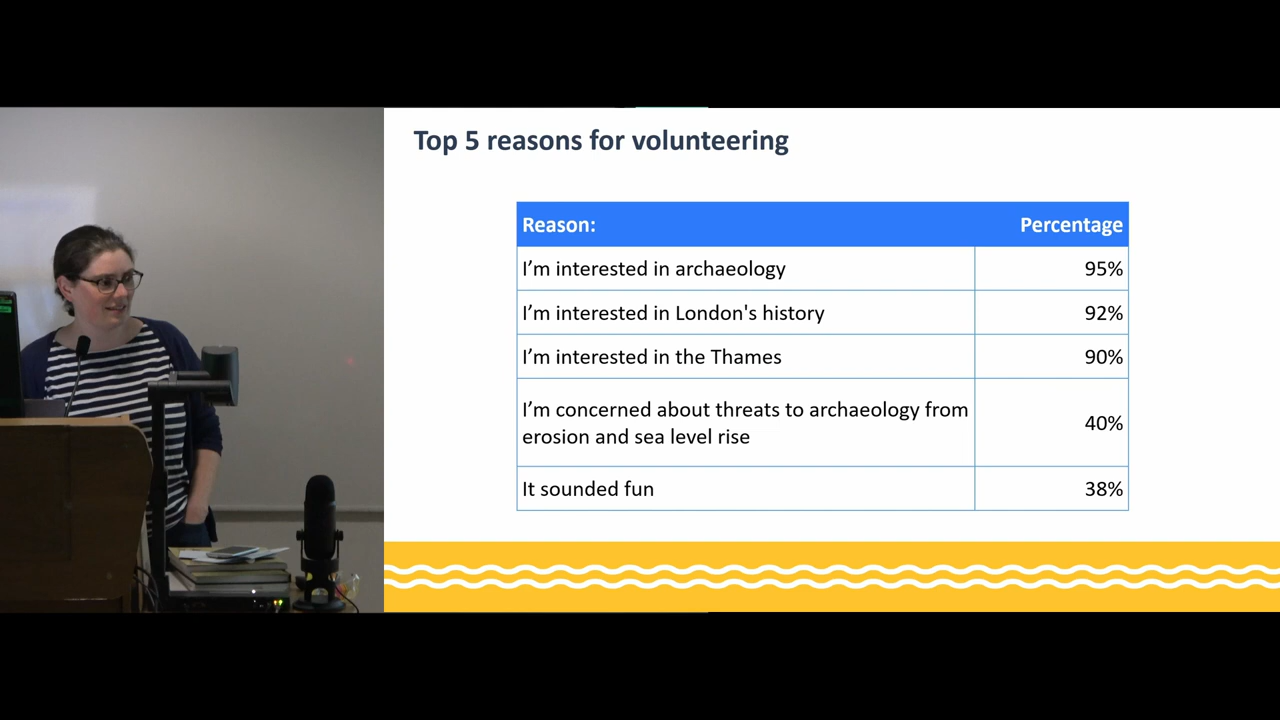 Top 5 reasons for volunteering
Reason: Percentage
I’m interested in archaeology 95%
I’m interested in London's history 92%
I’m interested in the Thames 90%
I’m concerned about threats to archaeology from
erosion and sea level rise 40%
It sounded fun 38%